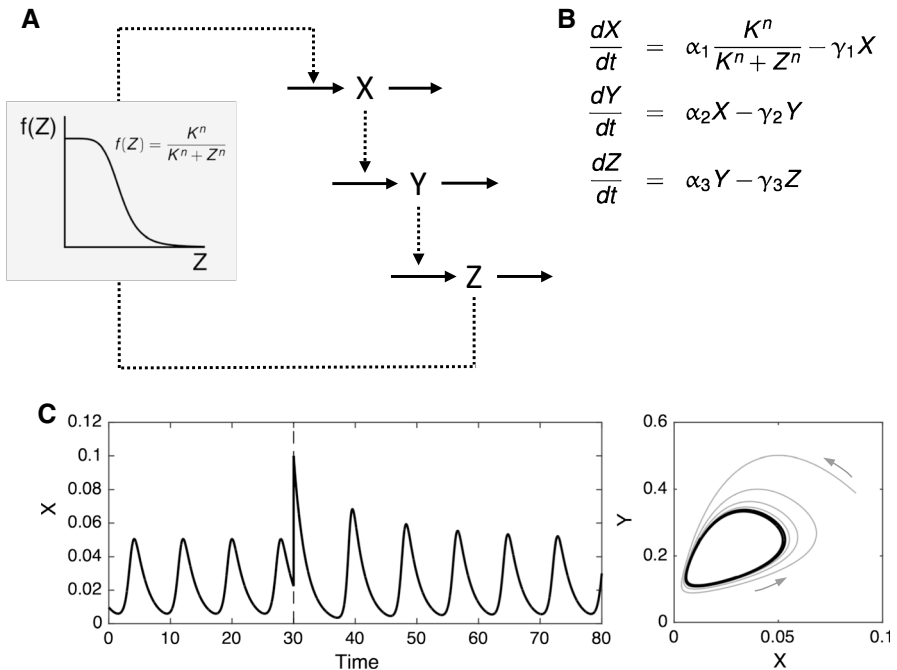 A
X
Y
Z
f(Z)
f(Z) = K^n / (K^n + Z^n)
Z
B
dX/dt = α₁ K^n / (K^n + Z^n) − γ₁X
dY/dt = α₂X − γ₂Y
dZ/dt = α₃Y − γ₃Z
C
0.12
0.1
0.08
0.06
0.04
0.02
0
X
0 10 20 30 40 50 60 70 80
Time
0.6
0.4
0.2
0
Y
0 0.05 0.1
X